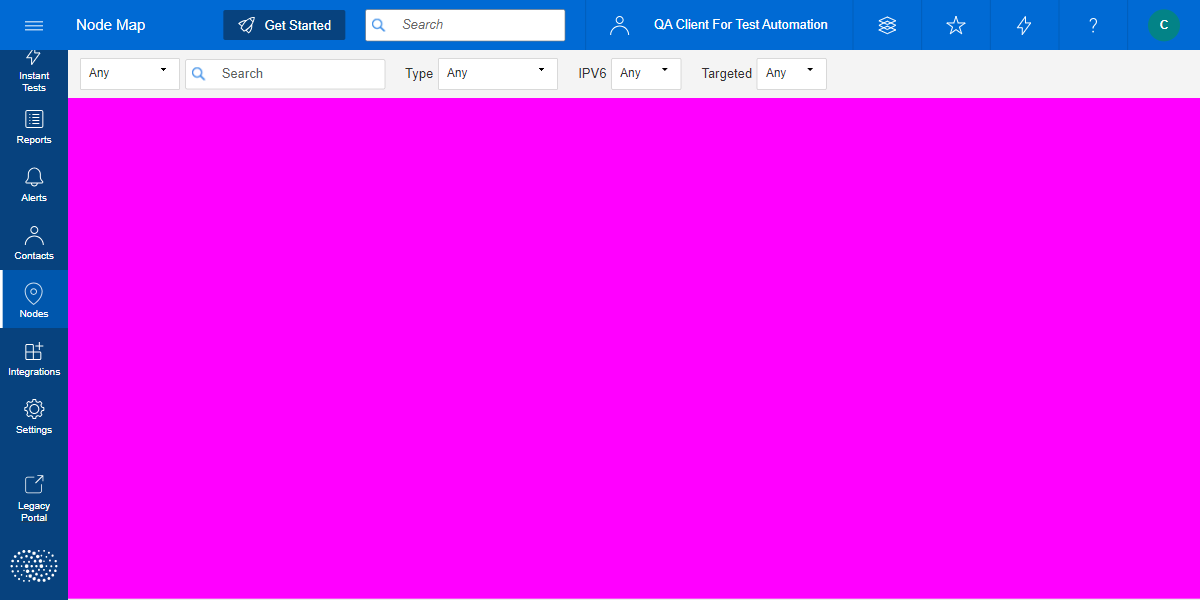 Node Map
Get Started
Search
QA Client For Test Automation
?
C
Any
Search
Type
Any
IPV6
Any
Targeted
Any
Instant
Tests
Reports
Alerts
Contacts
Nodes
Integrations
Settings
Legacy
Portal